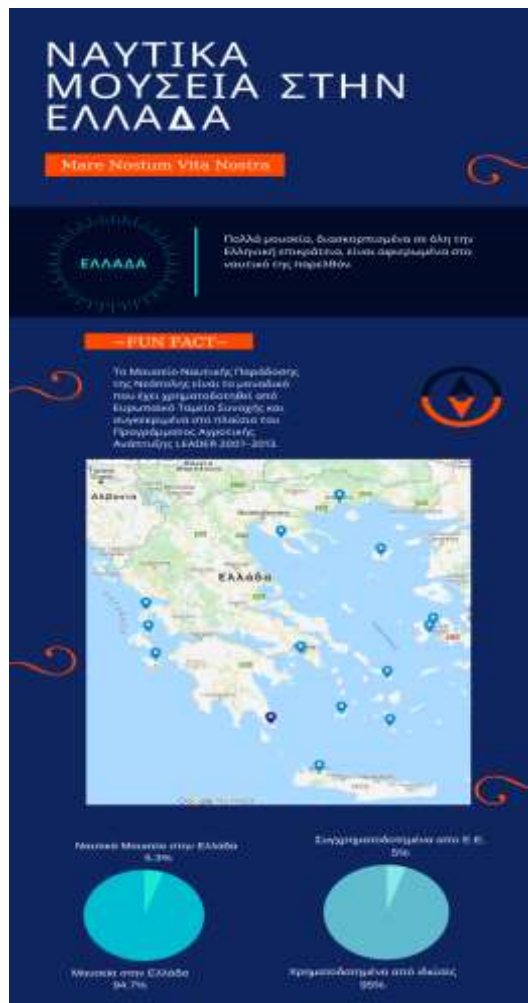 ΝΑΥΤΙΚΑ
ΜΟΥΣΕΙΑ ΣΤΗΝ
ΕΛΛΑΔΑ
Mare Nostum Vita Nostra
ΕΛΛΑΔΑ
Πολλά μουσεία, διασκορπισμένα σε όλη την
Ελληνική επικράτεια, είναι αφιερωμένα στο
ναυτικό της παρελθόν.
~FUN FACT~
Το Μουσείο Ναυτικής Παράδοσης
της Νεάπολης είναι το μοναδικό
που έχει χρηματοδοτηθεί από
Ευρωπαϊκό Ταμείο Συνοχής και
συγκεκριμένα στο πλαίσιο του
Προγράμματος Αγροτικής
Ανάπτυξης LEADER 2007-2013.
Αλβανία
Ελλάδα
Ναυτικά Μουσεία στην Ελλάδα
5.3%
Συγχρηματοδοτημένα απο Ε.Ε.
5%
Μουσεία στην Ελλάδα
94.7%
Χρηματοδοτημένα από ιδιώτες
95%